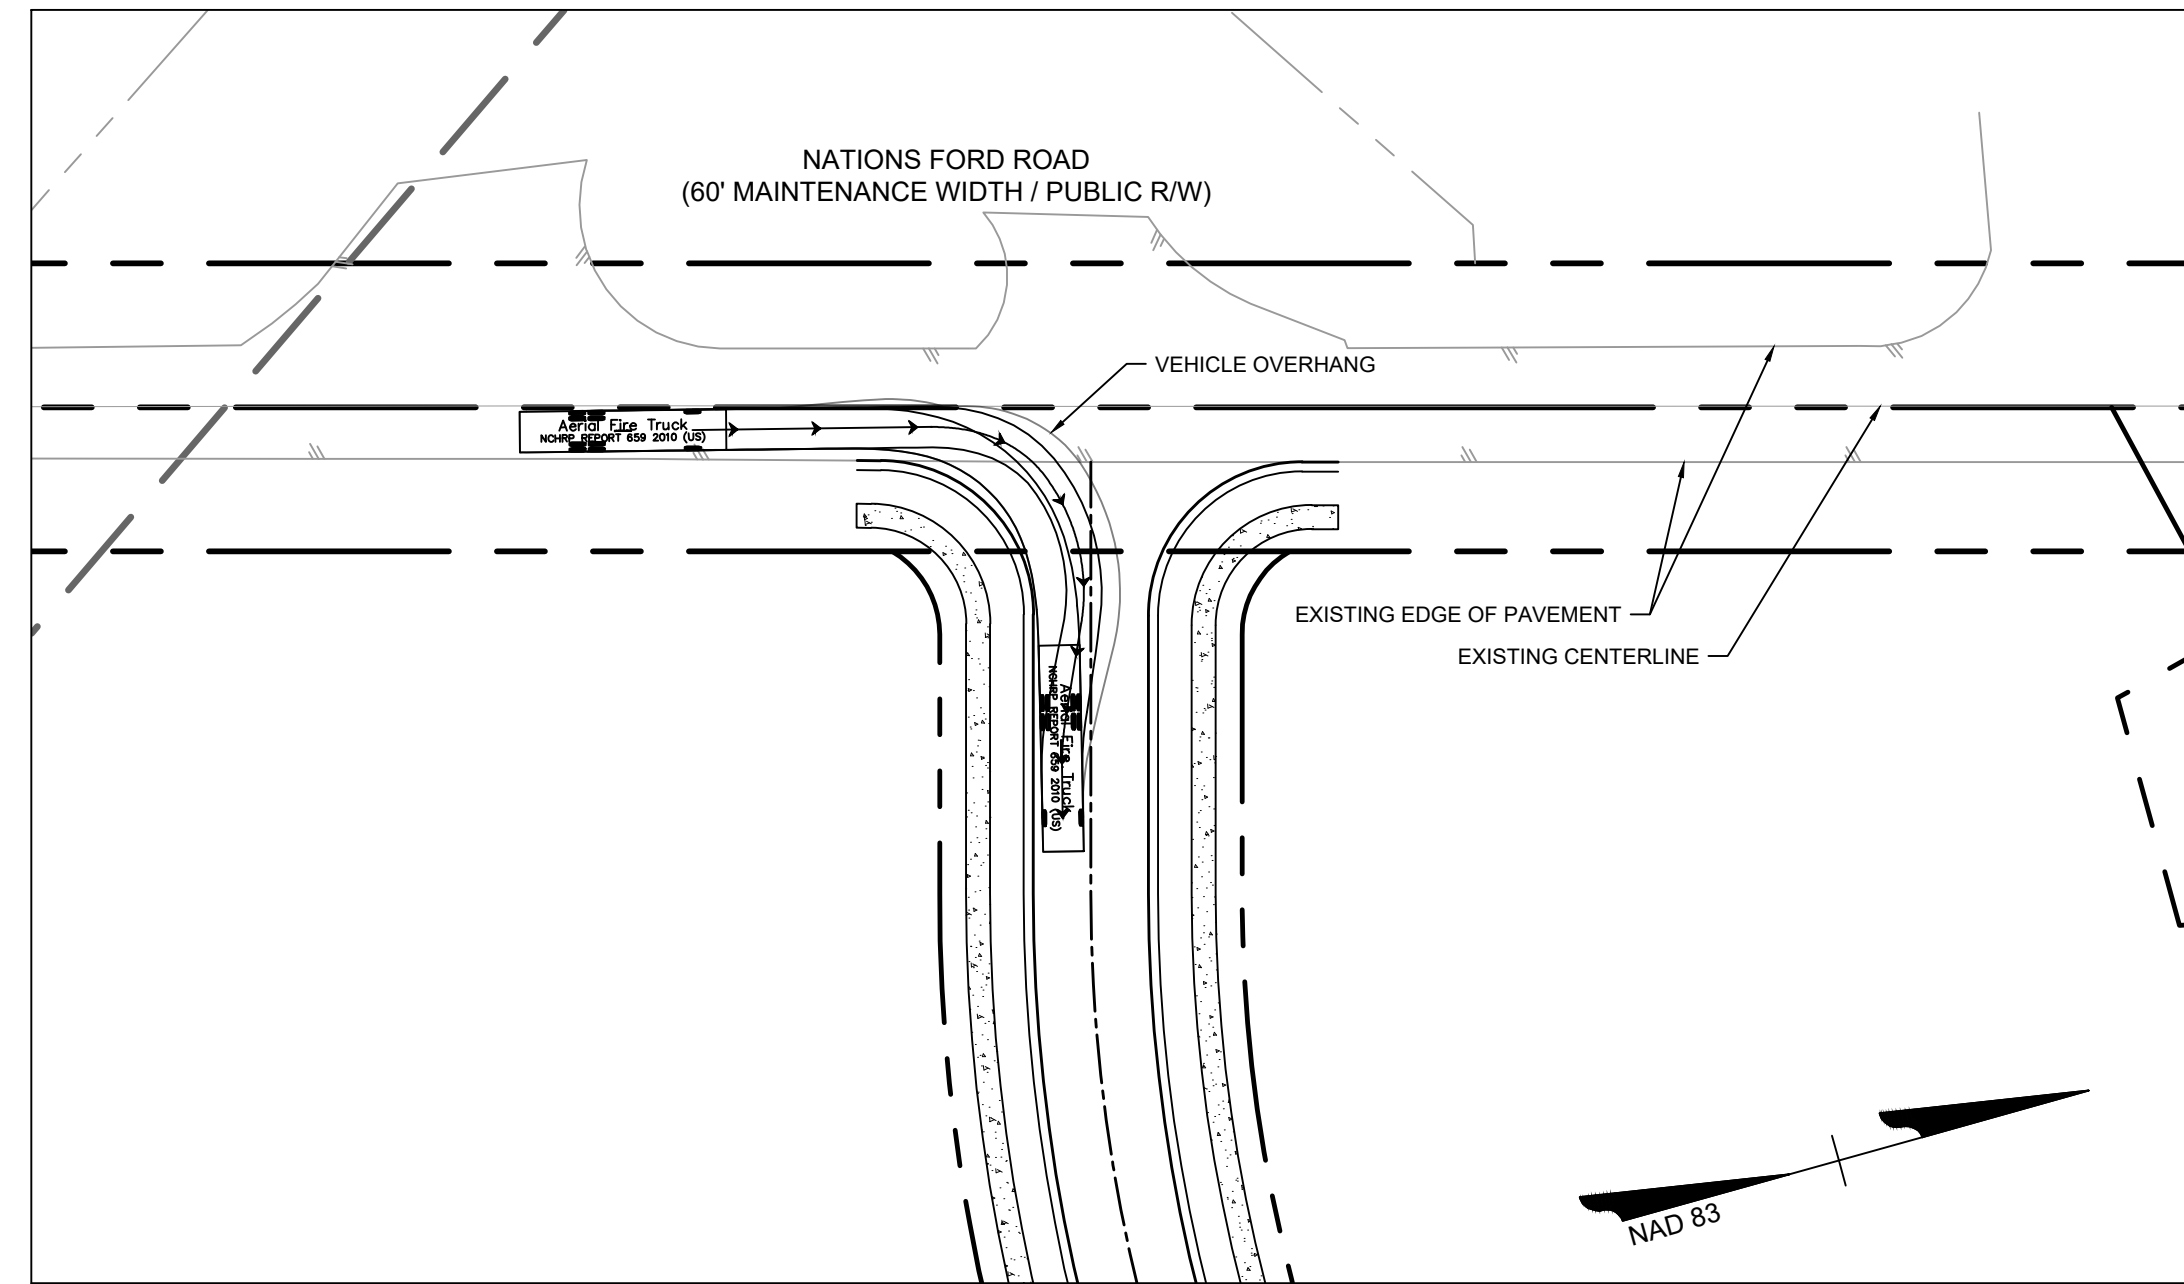 NATIONS FORD ROAD
(60' MAINTENANCE WIDTH / PUBLIC R/W)
VEHICLE OVERHANG
Aerial Fire Truck
NCHRP REPORT 659 2010 (US)
EXISTING EDGE OF PAVEMENT
EXISTING CENTERLINE
Aerial Fire Truck
NCHRP REPORT 659 2010 (US)
NAD 83